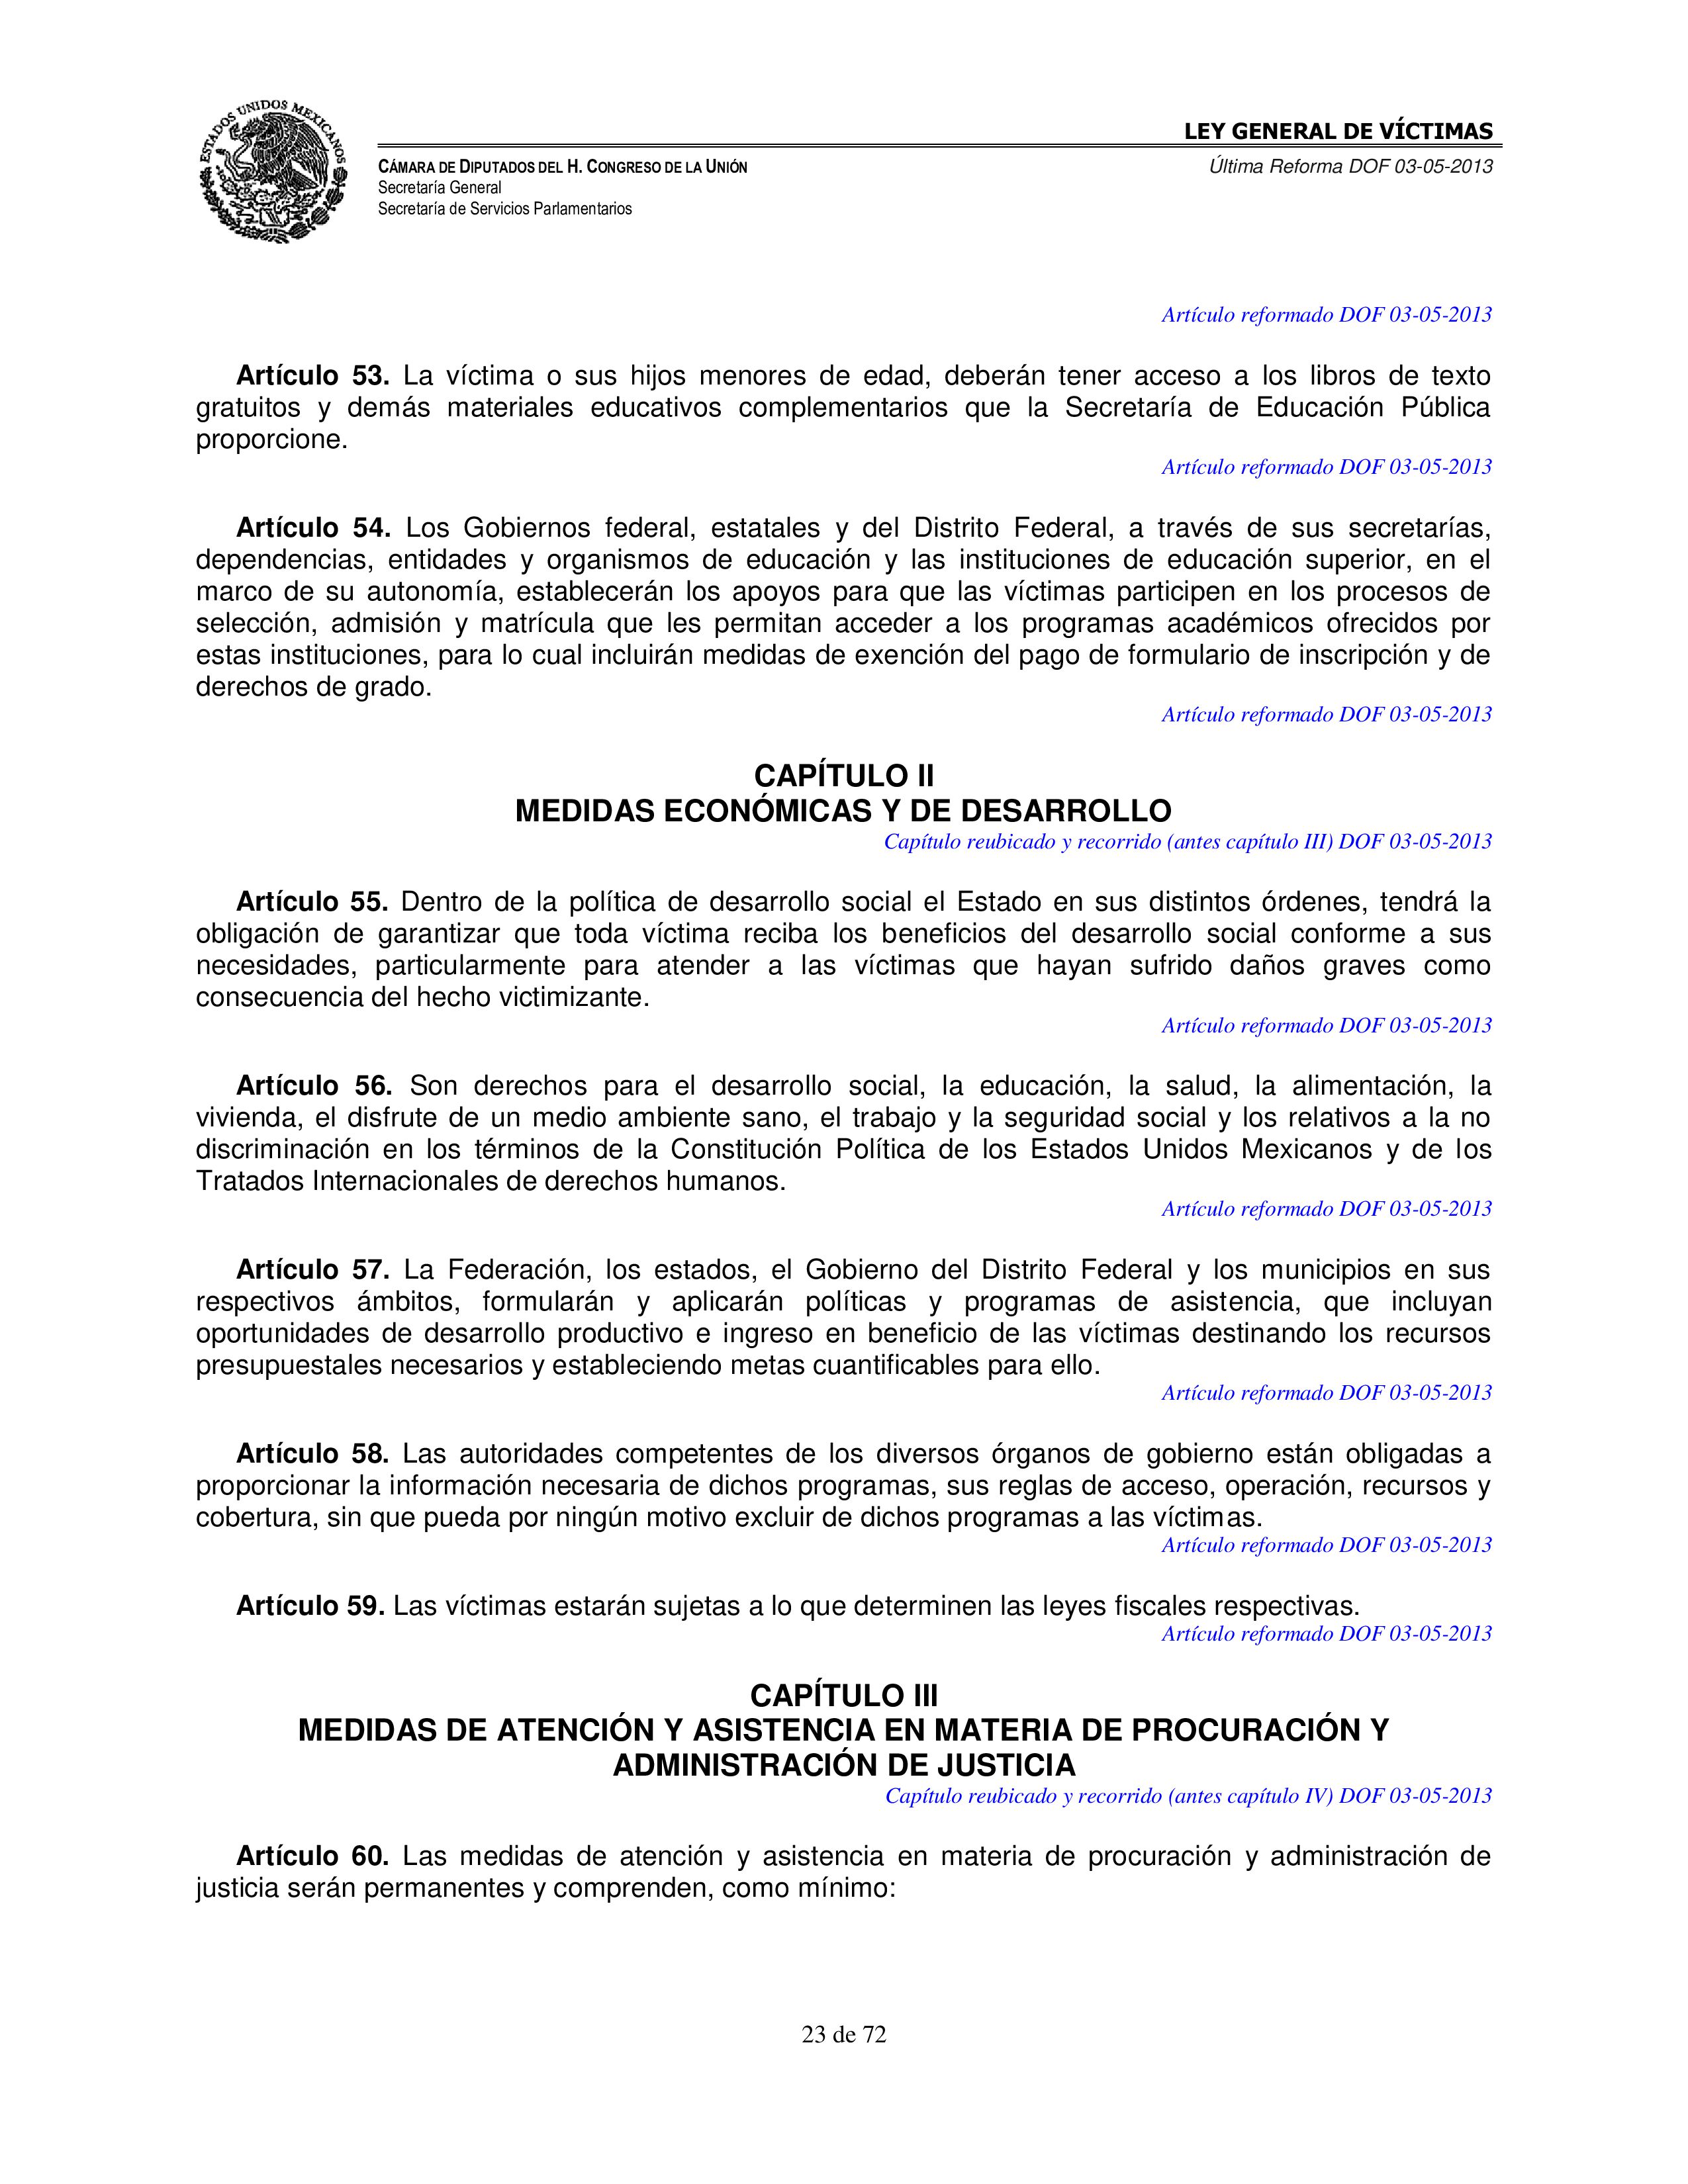 ESTADOS UNIDOS MEXICANOS
LEY GENERAL DE VÍCTIMAS
CÁMARA DE DIPUTADOS DEL H. CONGRESO DE LA UNIÓN
Última Reforma DOF 03-05-2013
Secretaría General
Secretaría de Servicios Parlamentarios
Artículo reformado DOF 03-05-2013
Artículo 53. La víctima o sus hijos menores de edad, deberán tener acceso a los libros de texto
gratuitos y demás materiales educativos complementarios que la Secretaría de Educación Pública
proporcione.
Artículo reformado DOF 03-05-2013
Artículo 54. Los Gobiernos federal, estatales y del Distrito Federal, a través de sus secretarías,
dependencias, entidades y organismos de educación y las instituciones de educación superior, en el
marco de su autonomía, establecerán los apoyos para que las víctimas participen en los procesos de
selección, admisión y matrícula que les permitan acceder a los programas académicos ofrecidos por
estas instituciones, para lo cual incluirán medidas de exención del pago de formulario de inscripción y de
derechos de grado.
Artículo reformado DOF 03-05-2013
CAPÍTULO II
MEDIDAS ECONÓMICAS Y DE DESARROLLO
Capítulo reubicado y recorrido (antes capítulo III) DOF 03-05-2013
Artículo 55. Dentro de la política de desarrollo social el Estado en sus distintos órdenes, tendrá la
obligación de garantizar que toda víctima reciba los beneficios del desarrollo social conforme a sus
necesidades, particularmente para atender a las víctimas que hayan sufrido daños graves como
consecuencia del hecho victimizante.
Artículo reformado DOF 03-05-2013
Artículo 56. Son derechos para el desarrollo social, la educación, la salud, la alimentación, la
vivienda, el disfrute de un medio ambiente sano, el trabajo y la seguridad social y los relativos a la no
discriminación en los términos de la Constitución Política de los Estados Unidos Mexicanos y de los
Tratados Internacionales de derechos humanos.
Artículo reformado DOF 03-05-2013
Artículo 57. La Federación, los estados, el Gobierno del Distrito Federal y los municipios en sus
respectivos ámbitos, formularán y aplicarán políticas y programas de asistencia, que incluyan
oportunidades de desarrollo productivo e ingreso en beneficio de las víctimas destinando los recursos
presupuestales necesarios y estableciendo metas cuantificables para ello.
Artículo reformado DOF 03-05-2013
Artículo 58. Las autoridades competentes de los diversos órganos de gobierno están obligadas a
proporcionar la información necesaria de dichos programas, sus reglas de acceso, operación, recursos y
cobertura, sin que pueda por ningún motivo excluir de dichos programas a las víctimas.
Artículo reformado DOF 03-05-2013
Artículo 59. Las víctimas estarán sujetas a lo que determinen las leyes fiscales respectivas.
Artículo reformado DOF 03-05-2013
CAPÍTULO III
MEDIDAS DE ATENCIÓN Y ASISTENCIA EN MATERIA DE PROCURACIÓN Y
ADMINISTRACIÓN DE JUSTICIA
Capítulo reubicado y recorrido (antes capítulo IV) DOF 03-05-2013
Artículo 60. Las medidas de atención y asistencia en materia de procuración y administración de
justicia serán permanentes y comprenden, como mínimo:
23 de 72